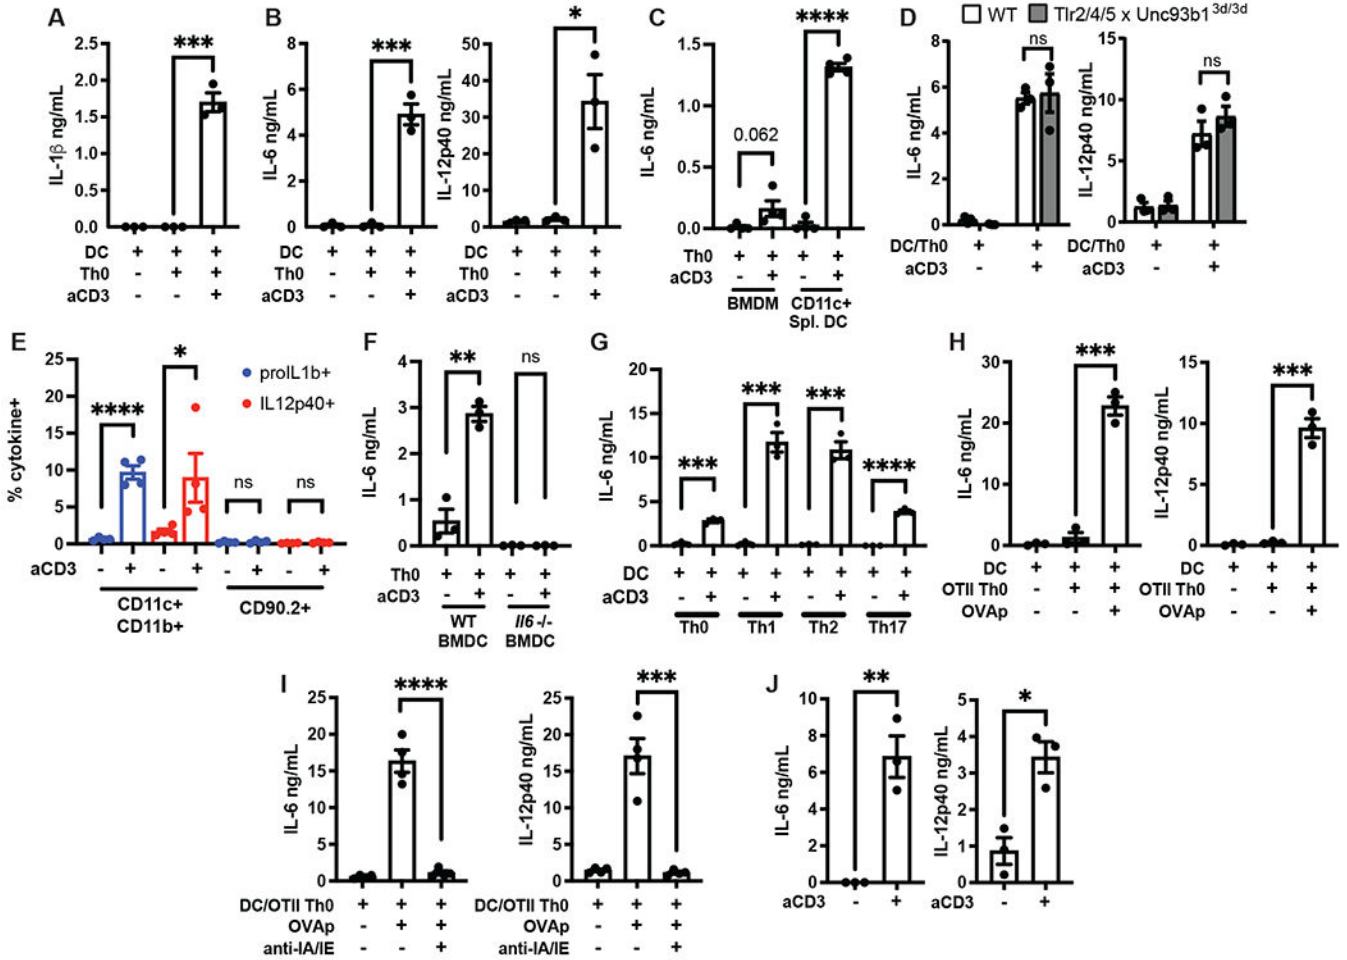 A
IL-1β ng/mL
2.5
2.0
1.5
1.0
0.5
0.0
***
DC + + +
Th0 - + +
aCD3 - - +
B
IL-6 ng/mL
8
6
4
2
0
***
DC + + +
Th0 - + +
aCD3 - - +
IL-12p40 ng/mL
50
40
30
20
10
0
*
+ + +
- + +
- - +
C
IL-6 ng/mL
1.5
1.0
0.5
0.0
0.062
****
Th0 + + + +
aCD3 - + - +
BMDM CD11c+
Spl. DC
D
WT Tlr2/4/5 x Unc93b1 3d/3d
IL-6 ng/mL
8
6
4
2
0
ns
DC/Th0 + +
aCD3 +
IL-12p40 ng/mL
15
10
5
0
ns
DC/Th0 + +
aCD3 +
E
% cytokine+
25
20
15
10
5
0
proIL1b+
IL12p40+
****
*
ns
ns
aCD3 - + - + - + - +
CD11c+ CD90.2+
CD11b+
F
IL-6 ng/mL
4
3
2
1
0
**
ns
Th0 + + + +
aCD3 - + - +
WT Il6 -/-
BMDC BMDC
G
IL-6 ng/mL
20
15
10
5
0
***
***
***
****
DC + + + + + + + +
aCD3 - + - + - + - +
Th0 Th1 Th2 Th17
H
IL-6 ng/mL
30
20
10
0
***
DC + + +
OTII Th0 - + +
OVAp - - +
IL-12p40 ng/mL
15
10
5
0
***
DC + + +
OTII Th0 - + +
OVAp - - +
I
IL-6 ng/mL
25
20
15
10
5
0
****
DC/OTII Th0 + + +
OVAp - + +
anti-IA/IE - - +
IL-12p40 ng/mL
25
20
15
10
5
0
***
DC/OTII Th0 + + +
OVAp - + +
anti-IA/IE - - +
J
IL-6 ng/mL
10
8
6
4
2
0
**
aCD3 - +
IL-12p40 ng/mL
5
4
3
2
1
0
*
aCD3 - +